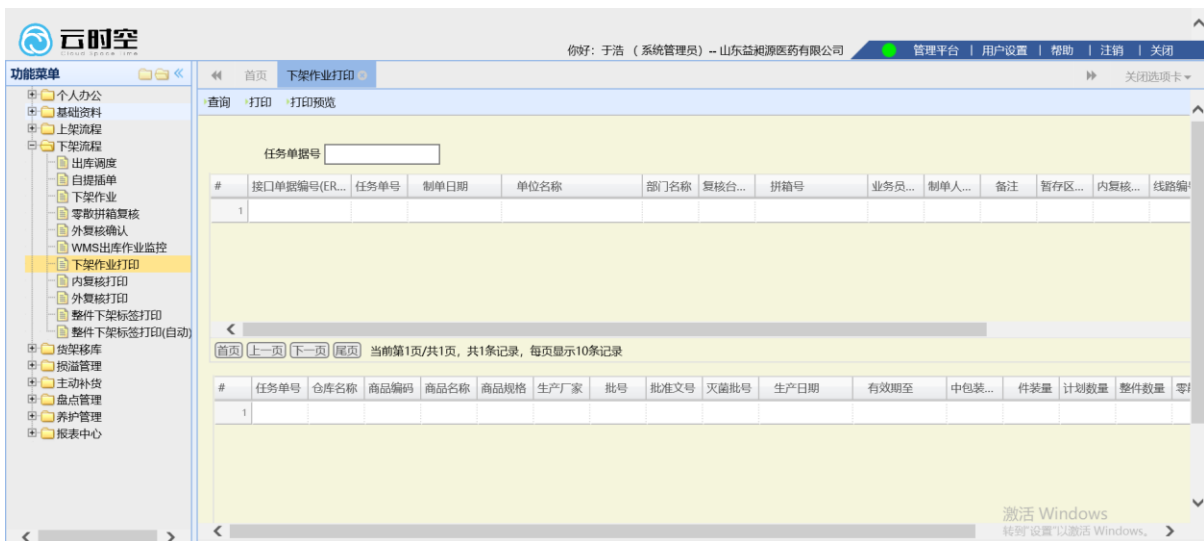 云时空
Cloud space time
你好：于浩 （系统管理员）-- 山东益昶源医药有限公司
管理平台 | 用户设置 | 帮助 | 注销 | 关闭
功能菜单
首页 下架作业打印 关闭选项卡
个人办公
基础资料
上架流程
下架流程
出库调度
自提插单
下架作业
零散拼箱复核
外复核确认
WMS出库作业监控
下架作业打印
内复核打印
外复核打印
整件下架标签打印
整件下架标签打印(自动)
货架移库
损溢管理
主动补货
盘点管理
养护管理
报表中心
查询 打印 打印预览
任务单据号
# 接口单据编号(ER... 任务单号 制单日期 单位名称 部门名称 复核台... 拼箱号 业务员... 制单人... 备注 暂存区... 内复核... 线路编
1
首页 上一页 下一页 尾页 当前第1页/共1页，共1条记录，每页显示10条记录
# 任务单号 仓库名称 商品编码 商品名称 商品规格 生产厂家 批号 批准文号 灭菌批号 生产日期 有效期至 中包装... 件装量 计划数量 整件数量 零
1
激活 Windows
转到"设置"以激活 Windows。